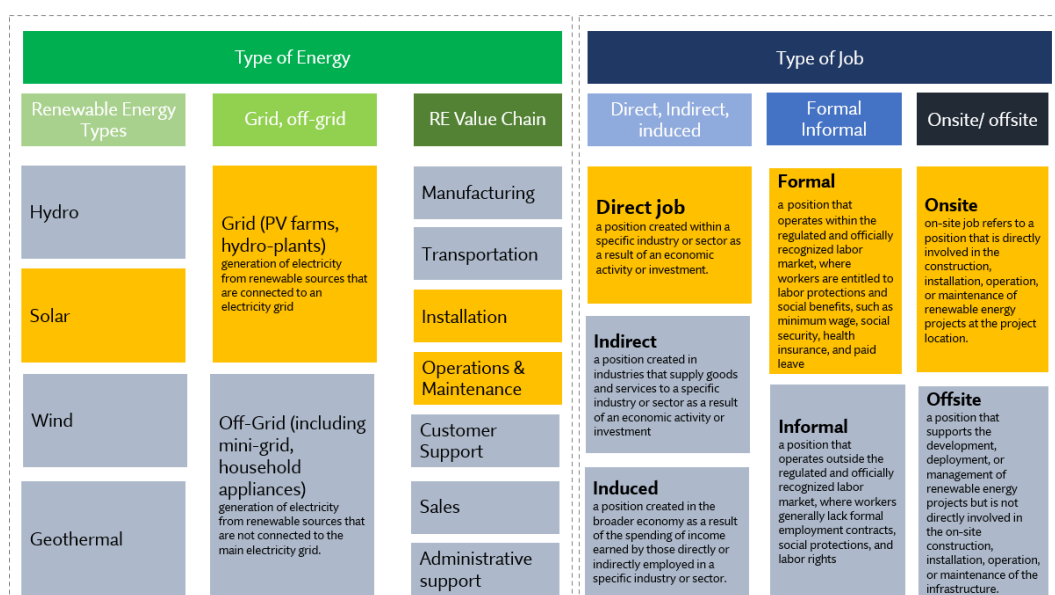 Type of Energy
Type of Job
Renewable Energy
Types
Grid, off-grid
RE Value Chain
Direct, Indirect,
induced
Formal
Informal
Onsite/ offsite
Hydro
Solar
Wind
Geothermal
Grid (PV farms,
hydro-plants)
generation of electricity
from renewable sources that
are connected to an
electricity grid
Off-Grid (including
mini-grid,
household
appliances)
generation of electricity
from renewable sources that
are not connected to the
main electricity grid.
Manufacturing
Transportation
Installation
Operations &
Maintenance
Customer
Support
Sales
Administrative
support
Direct job
a position created within a
specific industry or sector as
a result of an economic
activity or investment.
Indirect
a position created in
industries that supply goods
and services to a specific
industry or sector as a result
of an economic activity or
investment
Induced
a position created in the
broader economy as a result
of the spending of income
earned by those directly or
indirectly employed in a
specific industry or sector.
Formal
a position that
operates within the
regulated and officially
recognized labor
market, where
workers are entitled to
labor protections and
social benefits, such as
minimum wage, social
security, health
insurance, and paid
leave
Informal
a position that
operates outside the
regulated and officially
recognized labor
market, where workers
generally lack formal
employment contracts,
social protections, and
labor rights
Onsite
on-site job refers to a
position that is directly
involved in the
construction,
installation, operation,
or maintenance of
renewable energy
projects at the project
location.
Offsite
a position that
supports the
development,
deployment, or
management of
renewable energy
projects but is not
directly involved in
the on-site
construction,
installation, operation,
or maintenance of the
infrastructure.